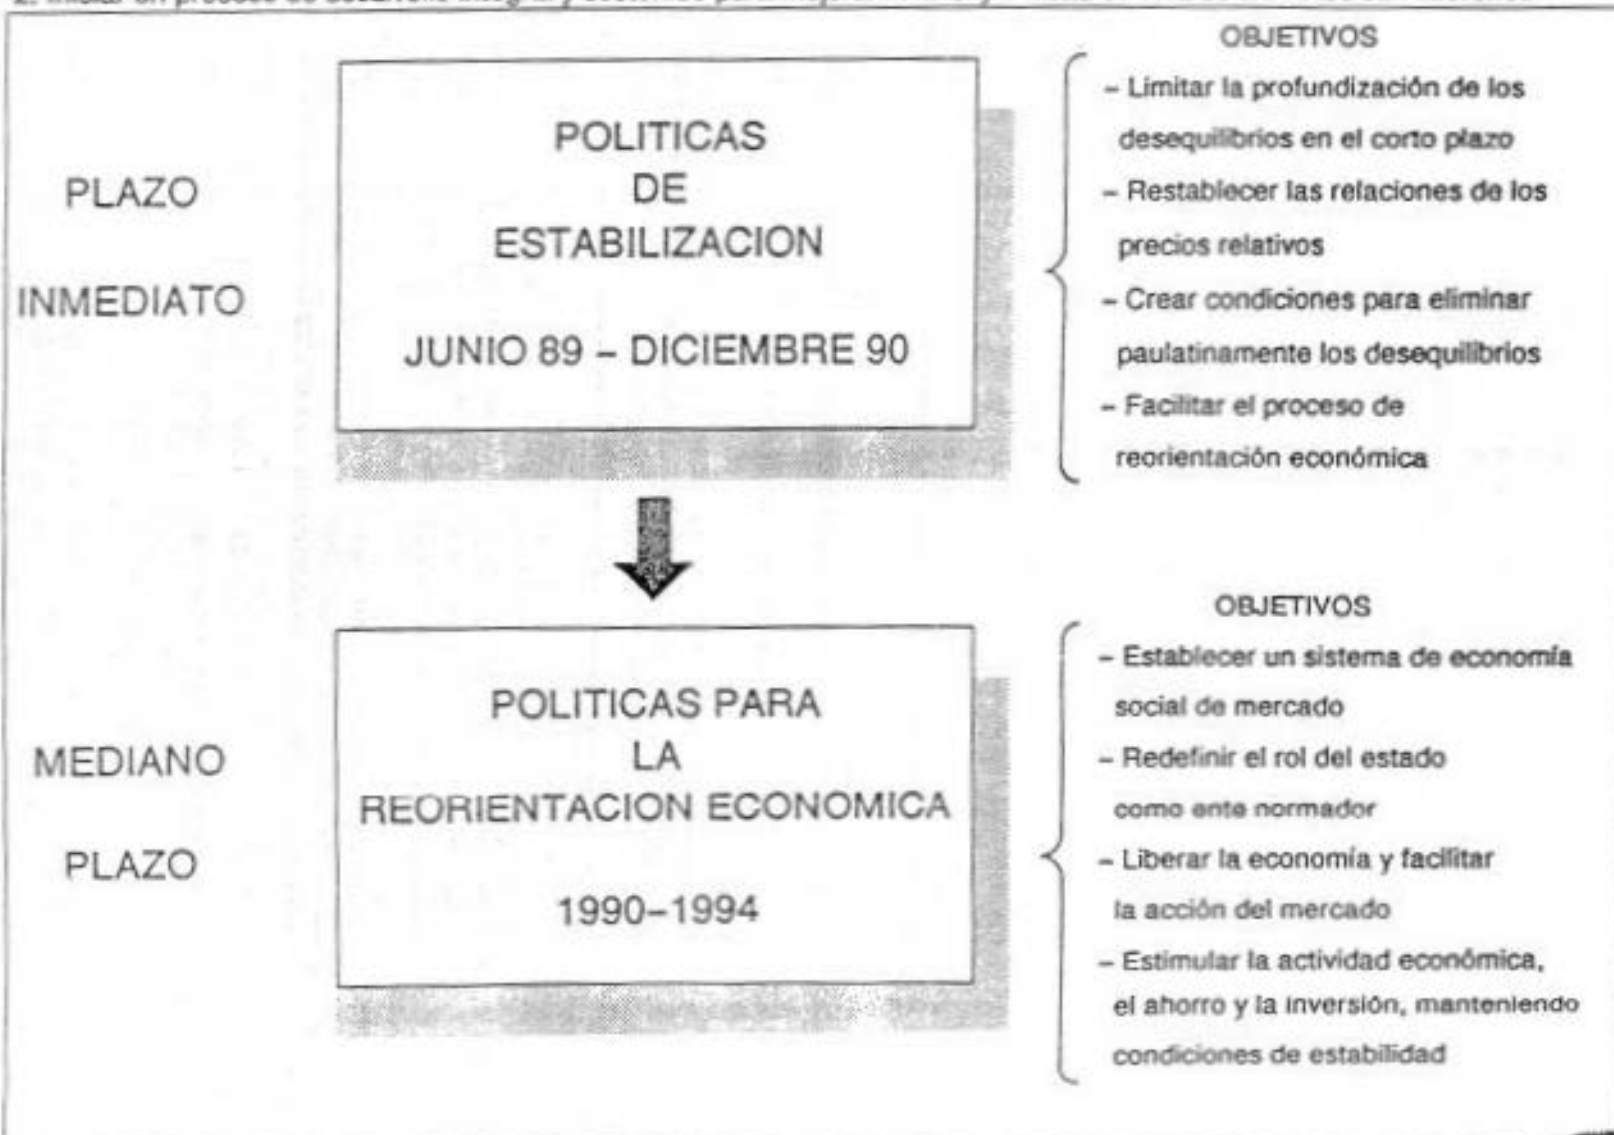 PLAZO
INMEDIATO
POLITICAS
DE
ESTABILIZACION
JUNIO 89 – DICIEMBRE 90
OBJETIVOS
– Limitar la profundización de los
desequilibrios en el corto plazo
– Restablecer las relaciones de los
precios relativos
– Crear condiciones para eliminar
paulatinamente los desequilibrios
– Facilitar el proceso de
reorientación económica
MEDIANO
PLAZO
POLITICAS PARA
LA
REORIENTACION ECONOMICA
1990–1994
OBJETIVOS
– Establecer un sistema de economía
social de mercado
– Redefinir el rol del estado
como ente normador
– Liberar la economía y facilitar
la acción del mercado
– Estimular la actividad económica,
el ahorro y la inversión, manteniendo
condiciones de estabilidad